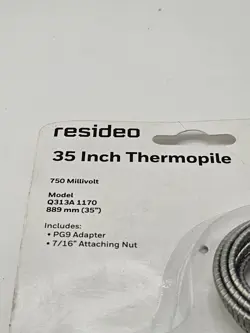 resideo
35 Inch Thermopile
750 Millivolt
Model
Q313A 1170
889 mm (35")
Includes:
• PG9 Adapter
• 7/16" Attaching Nut